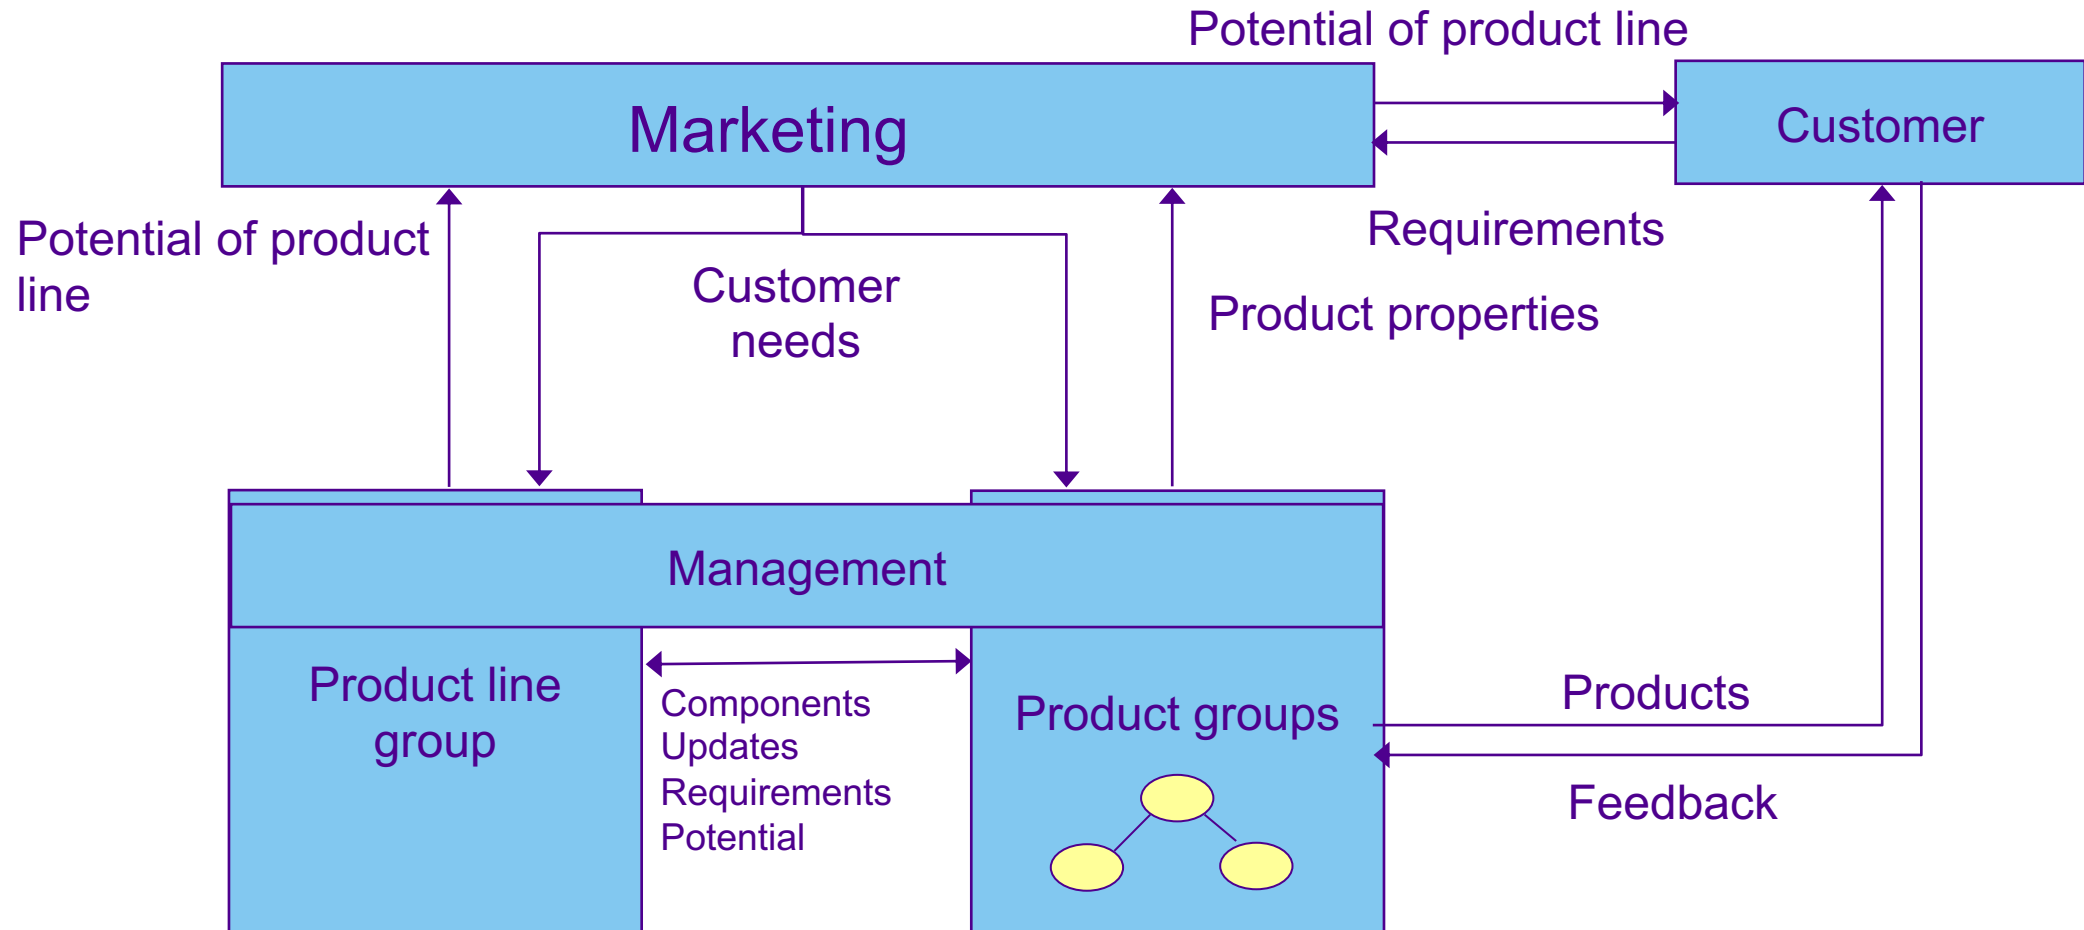 Potential of product line
Marketing
Customer
Potential of product
line
Requirements
Customer
needs
Product properties
Management
Product line
group
Components
Updates
Requirements
Potential
Product groups
Products
Feedback